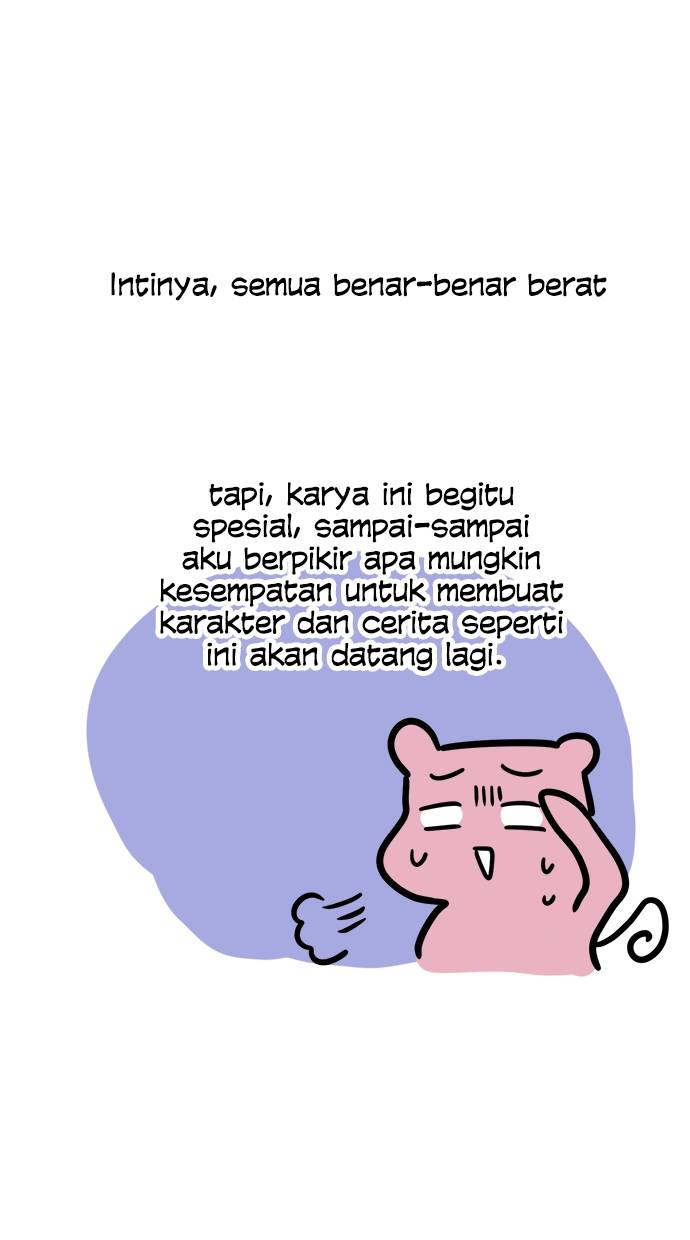 Intinya, semua benar-benar berat
tapi, karya ini begitu
spesial, sampai-sampai
aku berpikir apa mungkin
kesempatan untuk membuat
karakter dan cerita seperti
ini akan datang lagi.